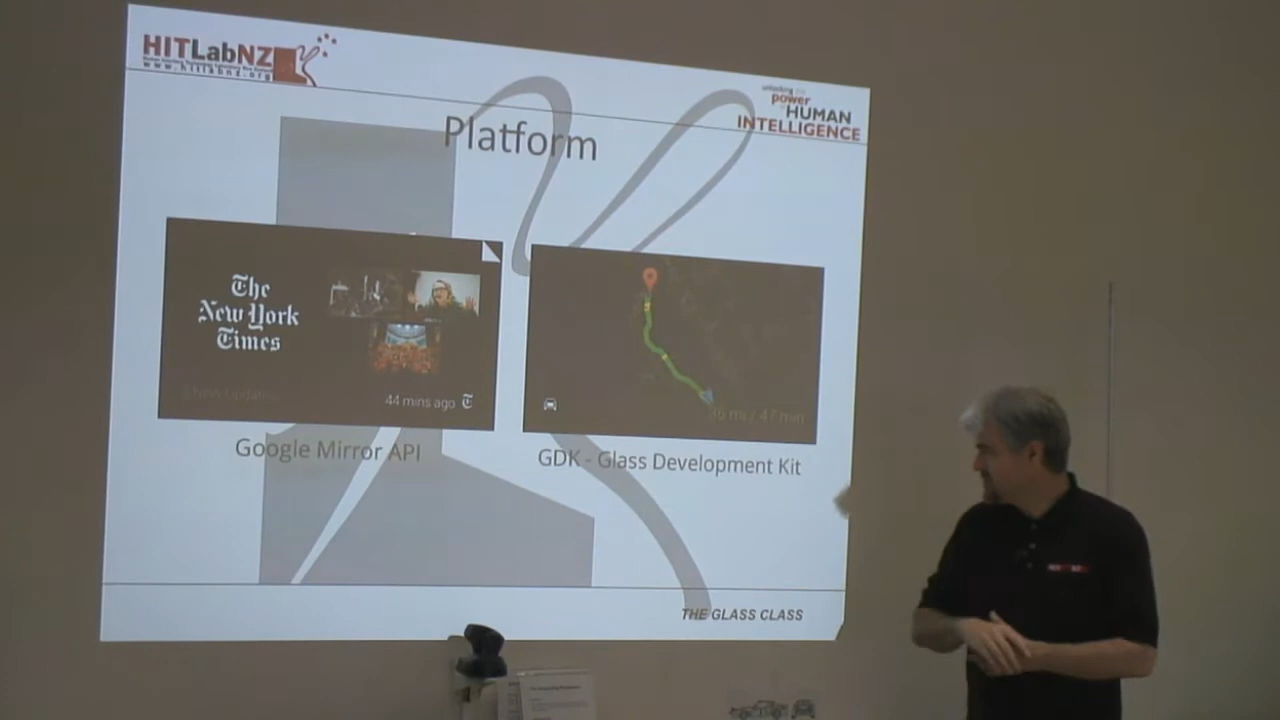 HITLabNZ
www.hitlabnz.org
unlocking the
power
HUMAN
INTELLIGENCE
Platform
The
New York
Times
44 mins ago
Google Mirror API
GDK - Glass Development Kit
THE GLASS CLASS